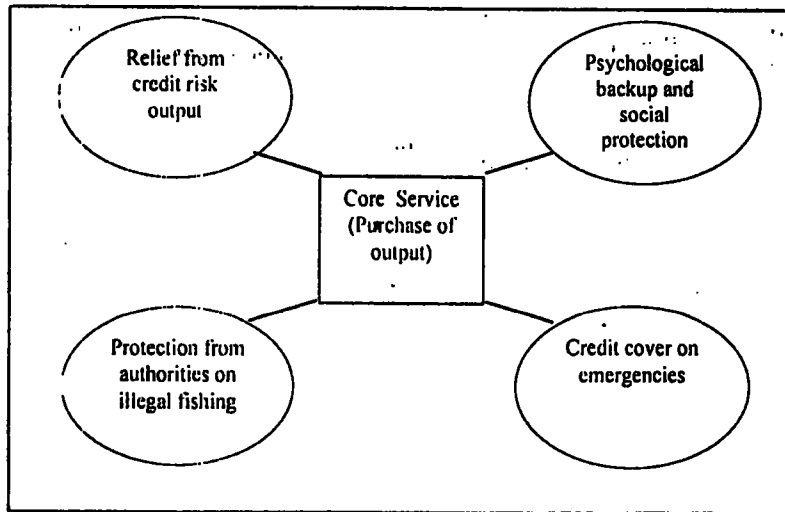 Relief from
credit risk
output
Psychological
backup and
social
protection
Core Service
(Purchase of
output)
Protection from
authorities on
illegal fishing
Credit cover on
emergencies